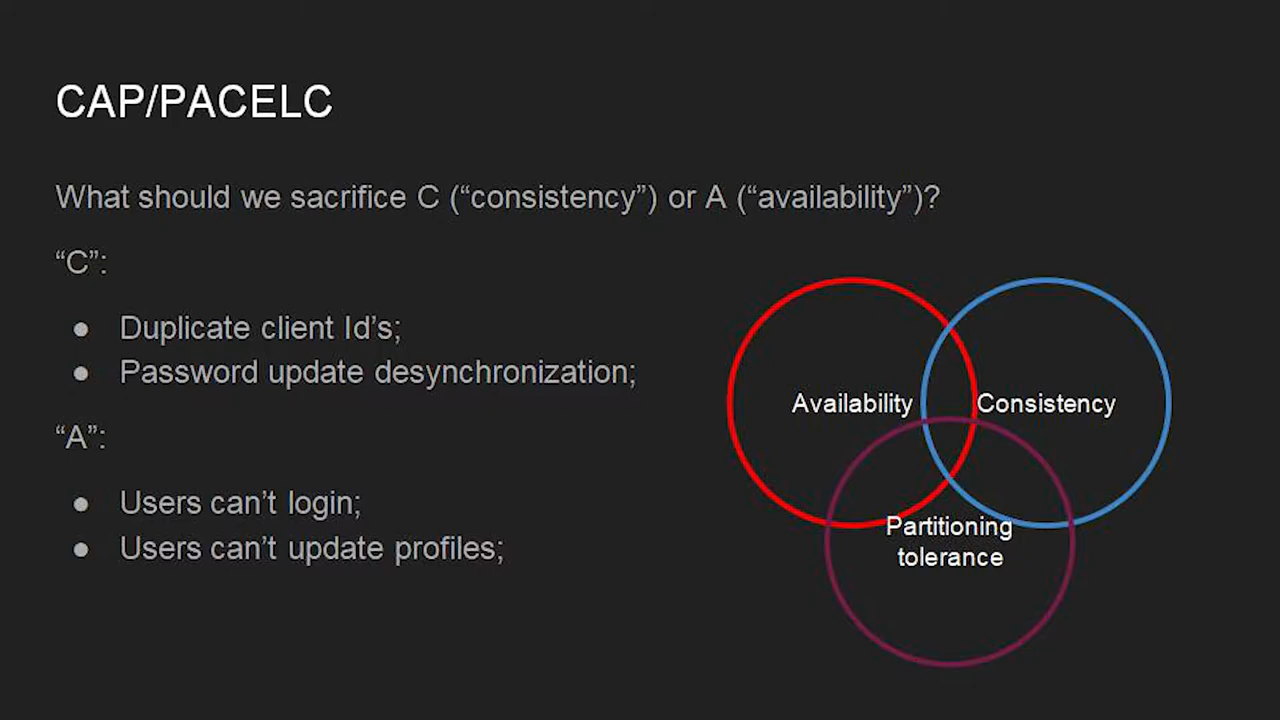 CAP/PACELC
What should we sacrifice C (“consistency”) or A (“availability”)?
“C”:
● Duplicate client Id’s;
● Password update desynchronization;
“A”:
● Users can’t login;
● Users can’t update profiles;
Availability
Consistency
Partitioning
tolerance